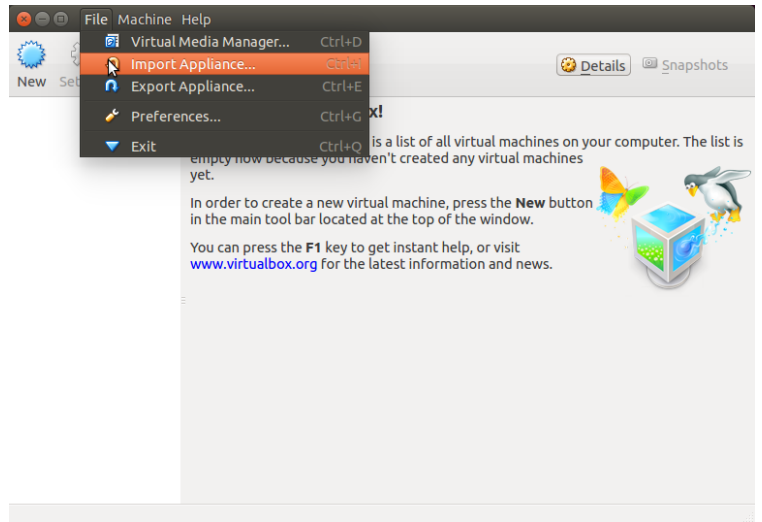 File Machine Help
Virtual Media Manager... Ctrl+D
Import Appliance... Ctrl+I
Export Appliance... Ctrl+E
Preferences... Ctrl+G
Exit Ctrl+Q
New
Details
Snapshots
x!
is a list of all virtual machines on your computer. The list is
empty now because you haven't created any virtual machines
yet.
In order to create a new virtual machine, press the New button
in the main tool bar located at the top of the window.
You can press the F1 key to get instant help, or visit
www.virtualbox.org for the latest information and news.